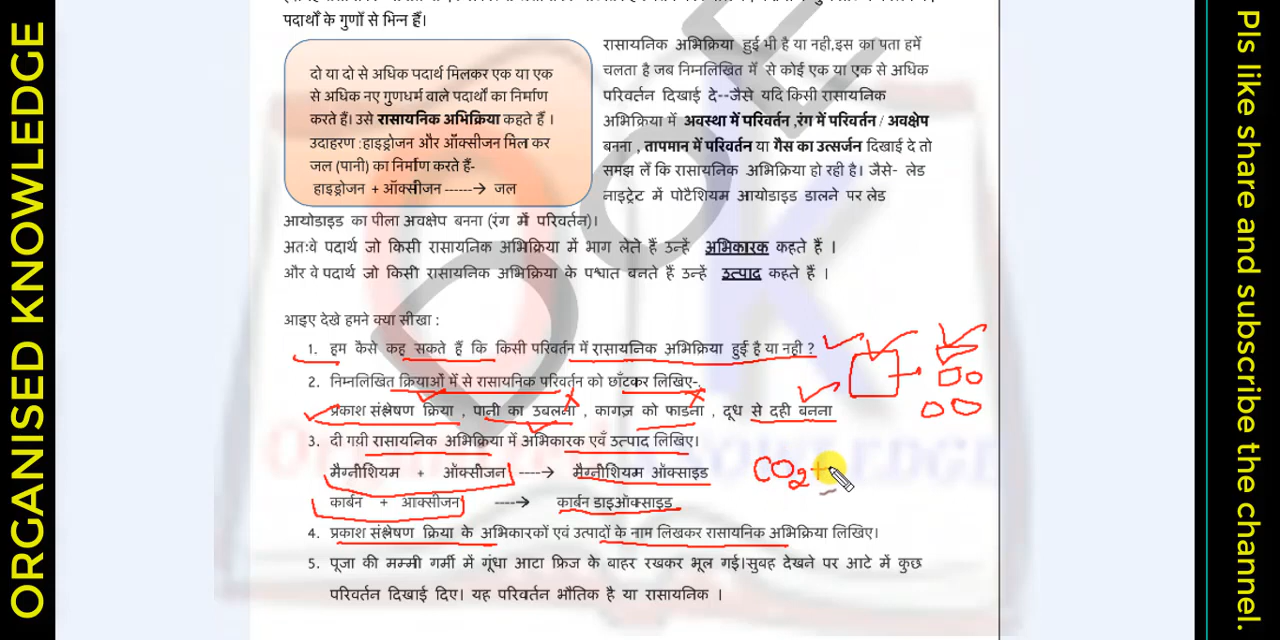 ORGANISED KNOWLEDGE
पदार्थों के गुणों से भिन्न हैं।
दो या दो से अधिक पदार्थ मिलकर एक या एक
से अधिक नए गुणधर्म वाले पदार्थों का निर्माण
करते हैं। उसे रासायनिक अभिक्रिया कहते हैं ।
उदाहरण :हाइड्रोजन और ऑक्सीजन मिल कर
जल (पानी) का निर्माण करते हैं-
हाइड्रोजन + ऑक्सीजन ------→ जल
रासायनिक अभिक्रिया हुई भी है या नही,इस का पता हमें
चलता है जब निम्नलिखित में से कोई एक या एक से अधिक
परिवर्तन दिखाई दे--जैसे यदि किसी रासायनिक
अभिक्रिया में अवस्था में परिवर्तन ,रंग में परिवर्तन / अवक्षेप
बनना , तापमान में परिवर्तन या गैस का उत्सर्जन दिखाई दे तो
समझ लें कि रासायनिक अभिक्रिया हो रही है। जैसे- लेड
नाइट्रेट में पोटैशियम आयोडाइड डालने पर लेड
आयोडाइड का पीला अवक्षेप बनना (रंग में परिवर्तन)।
अतःवे पदार्थ जो किसी रासायनिक अभिक्रिया में भाग लेते हैं उन्हें अभिकारक कहते हैं ।
और वे पदार्थ जो किसी रासायनिक अभिक्रिया के पश्चात बनते हैं उन्हें उत्पाद कहते हैं ।
आइए देखे हमने क्या सीखा :
1. हम कैसे कह सकते हैं कि किसी परिवर्तन में रासायनिक अभिक्रिया हुई है या नही ?
2. निम्नलिखित क्रियाओं में से रासायनिक परिवर्तन को छाँटकर लिखिए-
प्रकाश संश्लेषण क्रिया , पानी का उबलना , कागज़ को फाडना , दूध से दही बनना
3. दी गयी रासायनिक अभिक्रिया में अभिकारक एवँ उत्पाद लिखिए।
मैग्नीशियम + ऑक्सीजन ----→ मैग्नीशियम ऑक्साइड
CO2+
कार्बन + ऑक्सीजन ----→ कार्बन डाइऑक्साइड
4. प्रकाश संश्लेषण क्रिया के अभिकारकों एवं उत्पादों के नाम लिखकर रासायनिक अभिक्रिया लिखिए।
5. पूजा की मम्मी गर्मी में गूंधा आटा फ्रिज के बाहर रखकर भूल गई।सुबह देखने पर आटे में कुछ
परिवर्तन दिखाई दिए। यह परिवर्तन भौतिक है या रासायनिक ।
Pls like share and subscribe the channel.